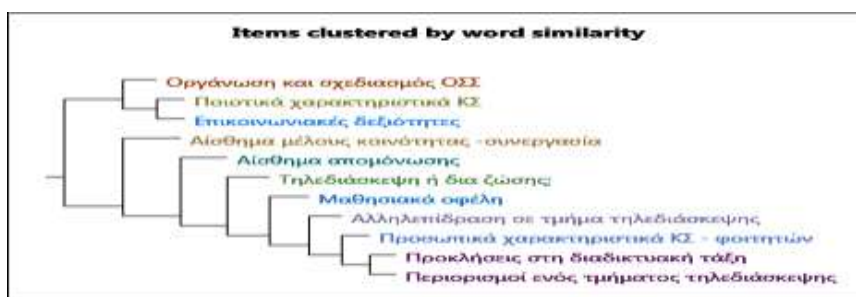 Items clustered by word similarity
Οργάνωση και σχεδιασμός ΟΣΣ
Ποιοτικά χαρακτηριστικά ΚΣ
Επικοινωνιακές δεξιότητες
Αίσθημα μέλους κοινότητας -συνεργασία
Αίσθημα απομόνωσης
Τηλεδιάσκεψη ή δια ζώσης;
Μαθησιακά οφέλη
Αλληλεπίδραση σε τμήμα τηλεδιάσκεψης
Προσωπικά χαρακτηριστικά ΚΣ - φοιτητών
Προκλήσεις στη διαδικτυακή τάξη
Περιορισμοί ενός τμήματος τηλεδιάσκεψης